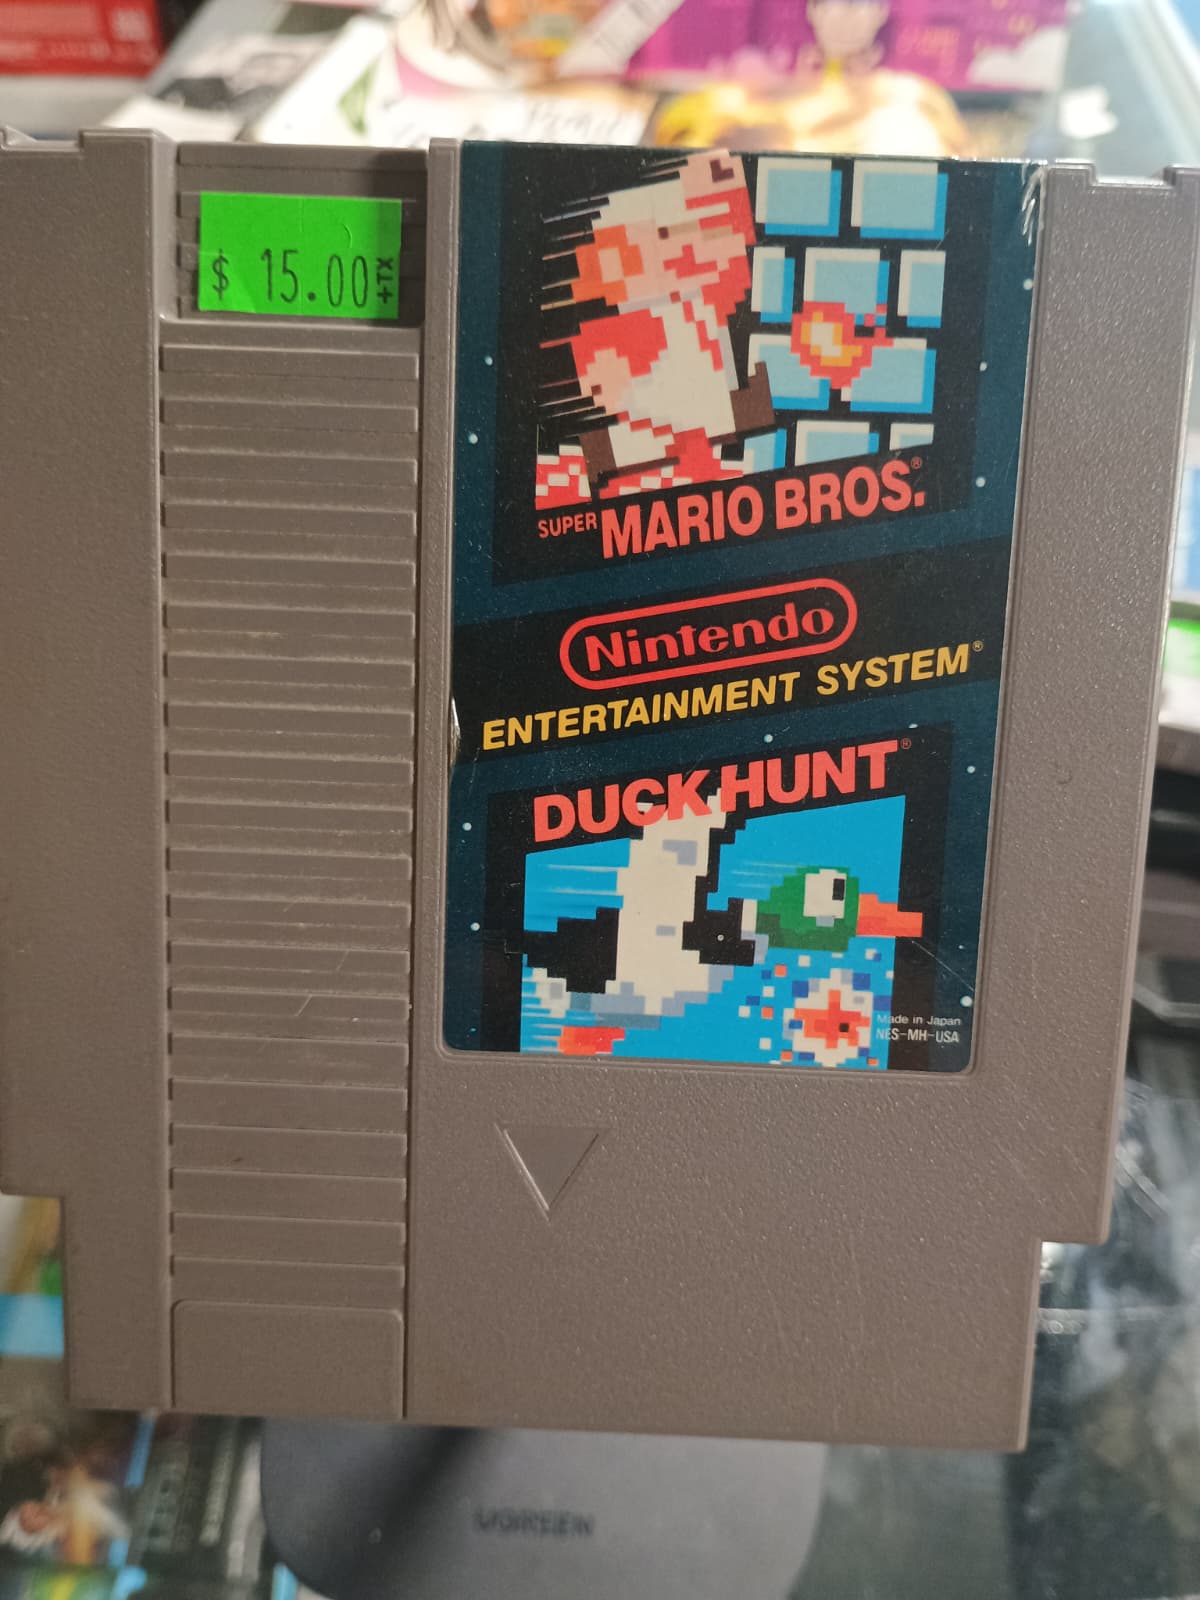 $ 15.00 +TX
SUPER MARIO BROS.®
Nintendo
ENTERTAINMENT SYSTEM®
DUCK HUNT®
Made in Japan
NES-MH-USA
UGREEN